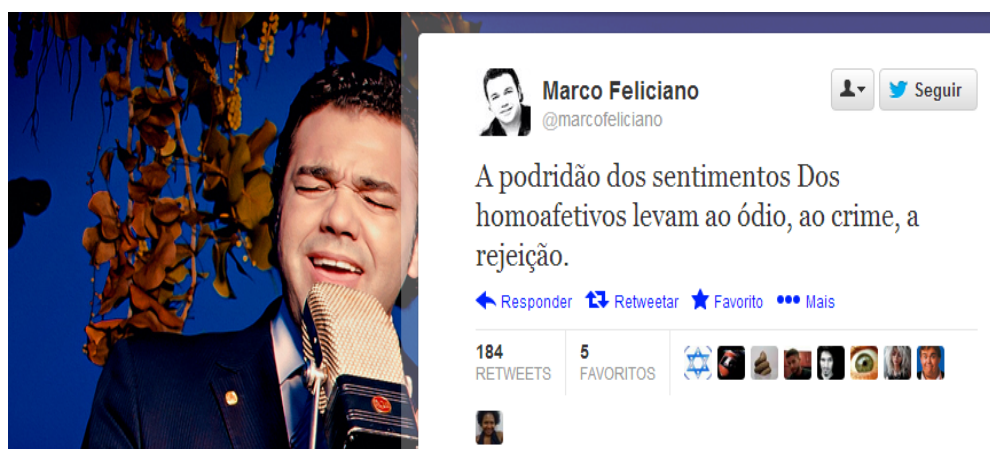 Marco Feliciano
@marcofeliciano
Seguir
A podridão dos sentimentos Dos
homoafetivos levam ao ódio, ao crime, a
rejeição.
Responder Retweetar Favorito Mais
184
RETWEETS
5
FAVORITOS